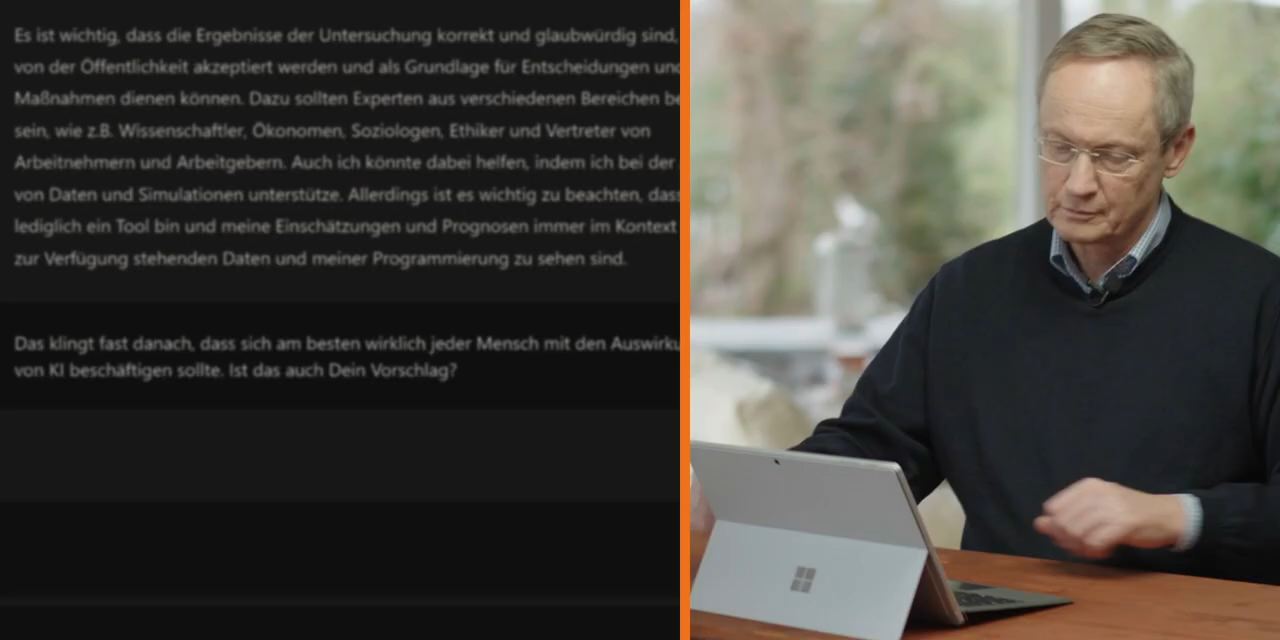 Es ist wichtig, dass die Ergebnisse der Untersuchung korrekt und glaubwürdig sind,
von der Öffentlichkeit akzeptiert werden und als Grundlage für Entscheidungen und
Maßnahmen dienen können. Dazu sollten Experten aus verschiedenen Bereichen be
sein, wie z.B. Wissenschaftler, Ökonomen, Soziologen, Ethiker und Vertreter von
Arbeitnehmern und Arbeitgebern. Auch ich könnte dabei helfen, indem ich bei der
von Daten und Simulationen unterstütze. Allerdings ist es wichtig zu beachten, dass
lediglich ein Tool bin und meine Einschätzungen und Prognosen immer im Kontext
zur Verfügung stehenden Daten und meiner Programmierung zu sehen sind.
Das klingt fast danach, dass sich am besten wirklich jeder Mensch mit den Auswirku
von KI beschäftigen sollte. Ist das auch Dein Vorschlag?